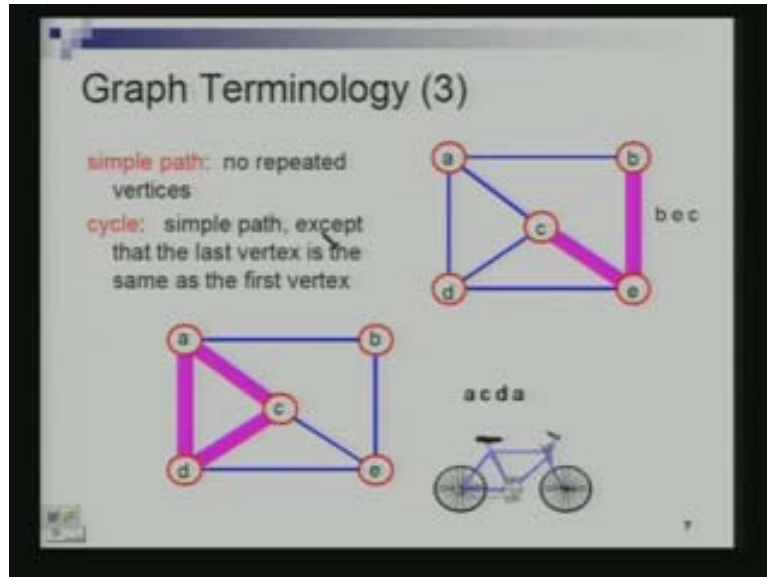 Graph Terminology (3)
simple path: no repeated
vertices
cycle: simple path, except
that the last vertex is the
same as the first vertex
a
b
c
d
e
b e c
a
b
c
d
e
a c d a
7